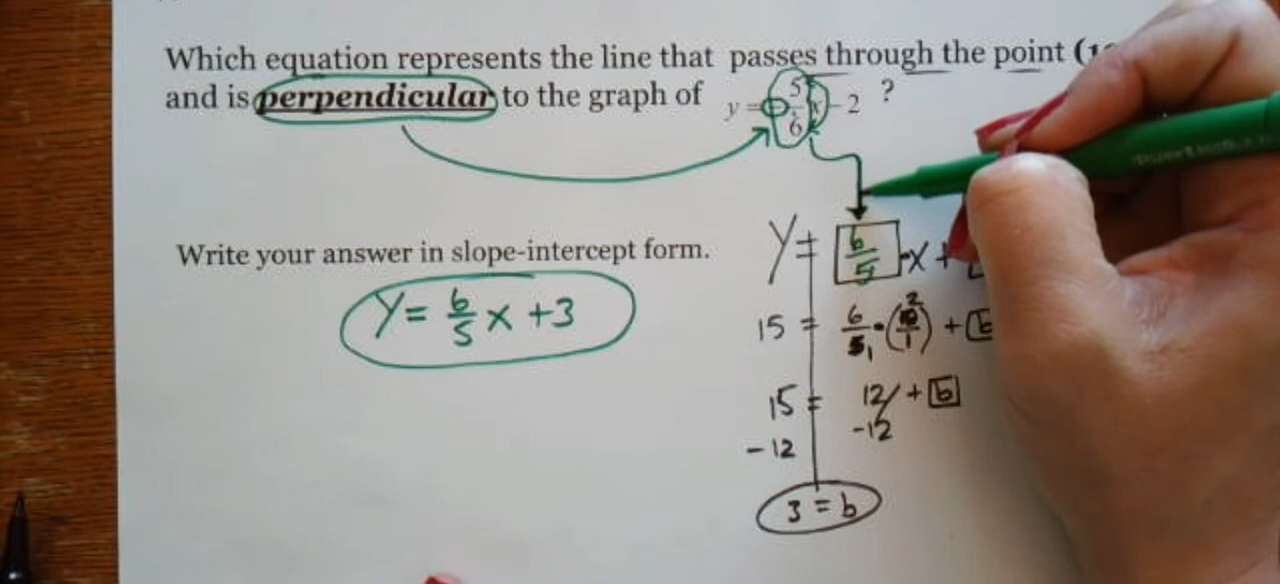 Which equation represents the line that passes through the point (1
and is perpendicular to the graph of y = - 5/6 x - 2 ?
Write your answer in slope-intercept form.
y = 6/5 x + 3
y = 6/5 · x +
15 = 6/5 · (10/1) + b
15 = 12 + b
-12 -12
3 = b